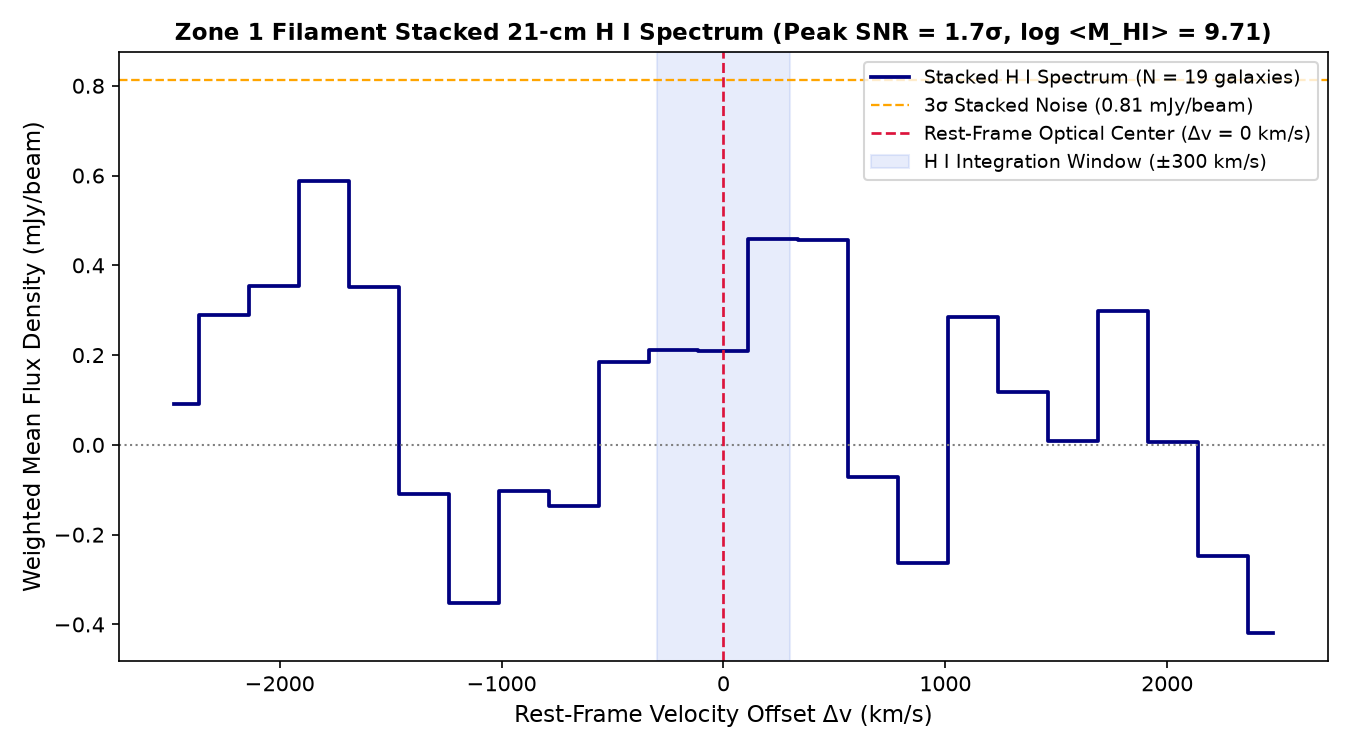 Zone 1 Filament Stacked 21-cm H I Spectrum (Peak SNR = 1.7σ, log <M_HI> = 9.71)
Stacked H I Spectrum (N = 19 galaxies)
3σ Stacked Noise (0.81 mJy/beam)
Rest-Frame Optical Center (Δv = 0 km/s)
H I Integration Window (±300 km/s)
Weighted Mean Flux Density (mJy/beam)
0.8
0.6
0.4
0.2
0.0
−0.2
−0.4
−2000 −1000 0 1000 2000
Rest-Frame Velocity Offset Δv (km/s)